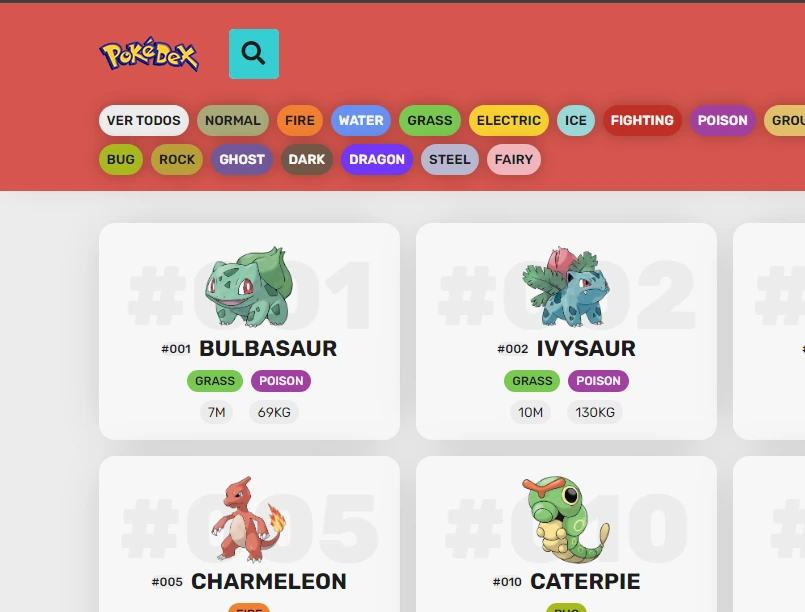 POKéDEX
VER TODOS NORMAL FIRE WATER GRASS ELECTRIC ICE FIGHTING POISON GROU
BUG ROCK GHOST DARK DRAGON STEEL FAIRY
#001 #002
#001 BULBASAUR #002 IVYSAUR
GRASS POISON GRASS POISON
7M 69KG 10M 130KG
#005 #010
#005 CHARMELEON #010 CATERPIE
FIRE BUG